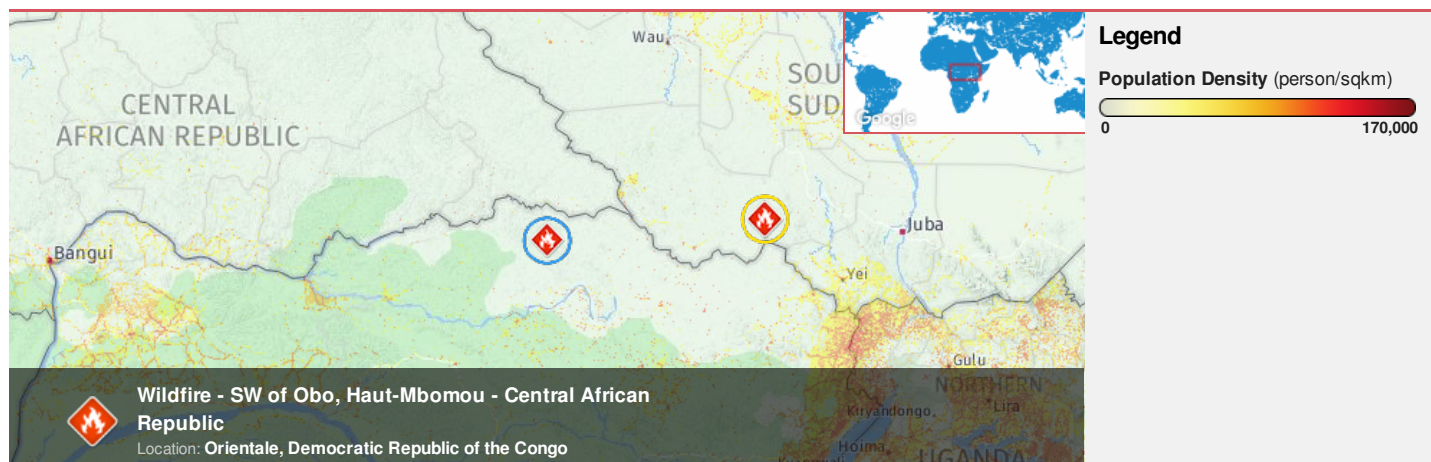 Wau
SOU
SUD
CENTRAL
AFRICAN REPUBLIC
Google
Bangui
Juba
Yei
Gulu
NORTHERN
Lira
Kiryandongo
Hoima
UGANDA
Wildfire - SW of Obo, Haut-Mbomou - Central African
Republic
Location: Orientale, Democratic Republic of the Congo
Legend
Population Density (person/sqkm)
0 170,000